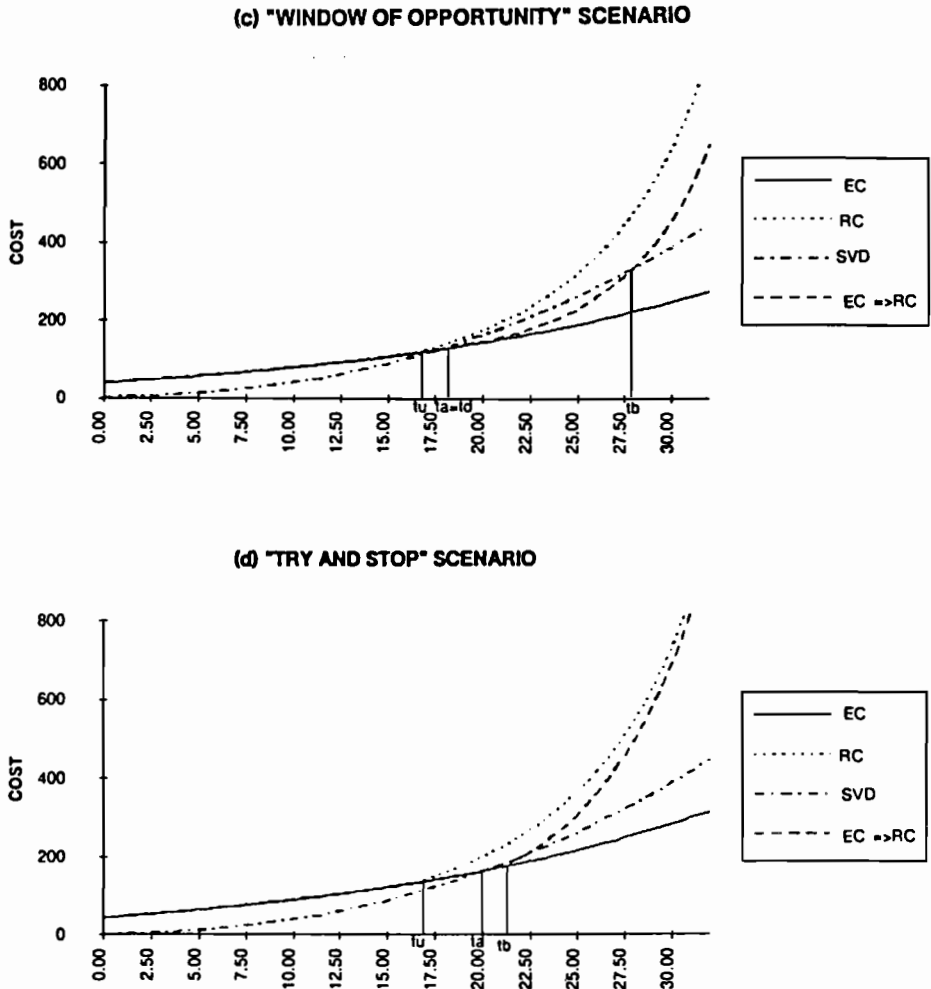 (c) "WINDOW OF OPPORTUNITY" SCENARIO
800
600
400
200
0
COST
tu ta=td tb
0.00 2.50 5.00 7.50 10.00 12.50 15.00 17.50 20.00 22.50 25.00 27.50 30.00
EC
RC
SVD
EC =>RC
(d) "TRY AND STOP" SCENARIO
800
600
400
200
0
COST
tu ta tb
0.00 2.50 5.00 7.50 10.00 12.50 15.00 17.50 20.00 22.50 25.00 27.50 30.00
EC
RC
SVD
EC =>RC